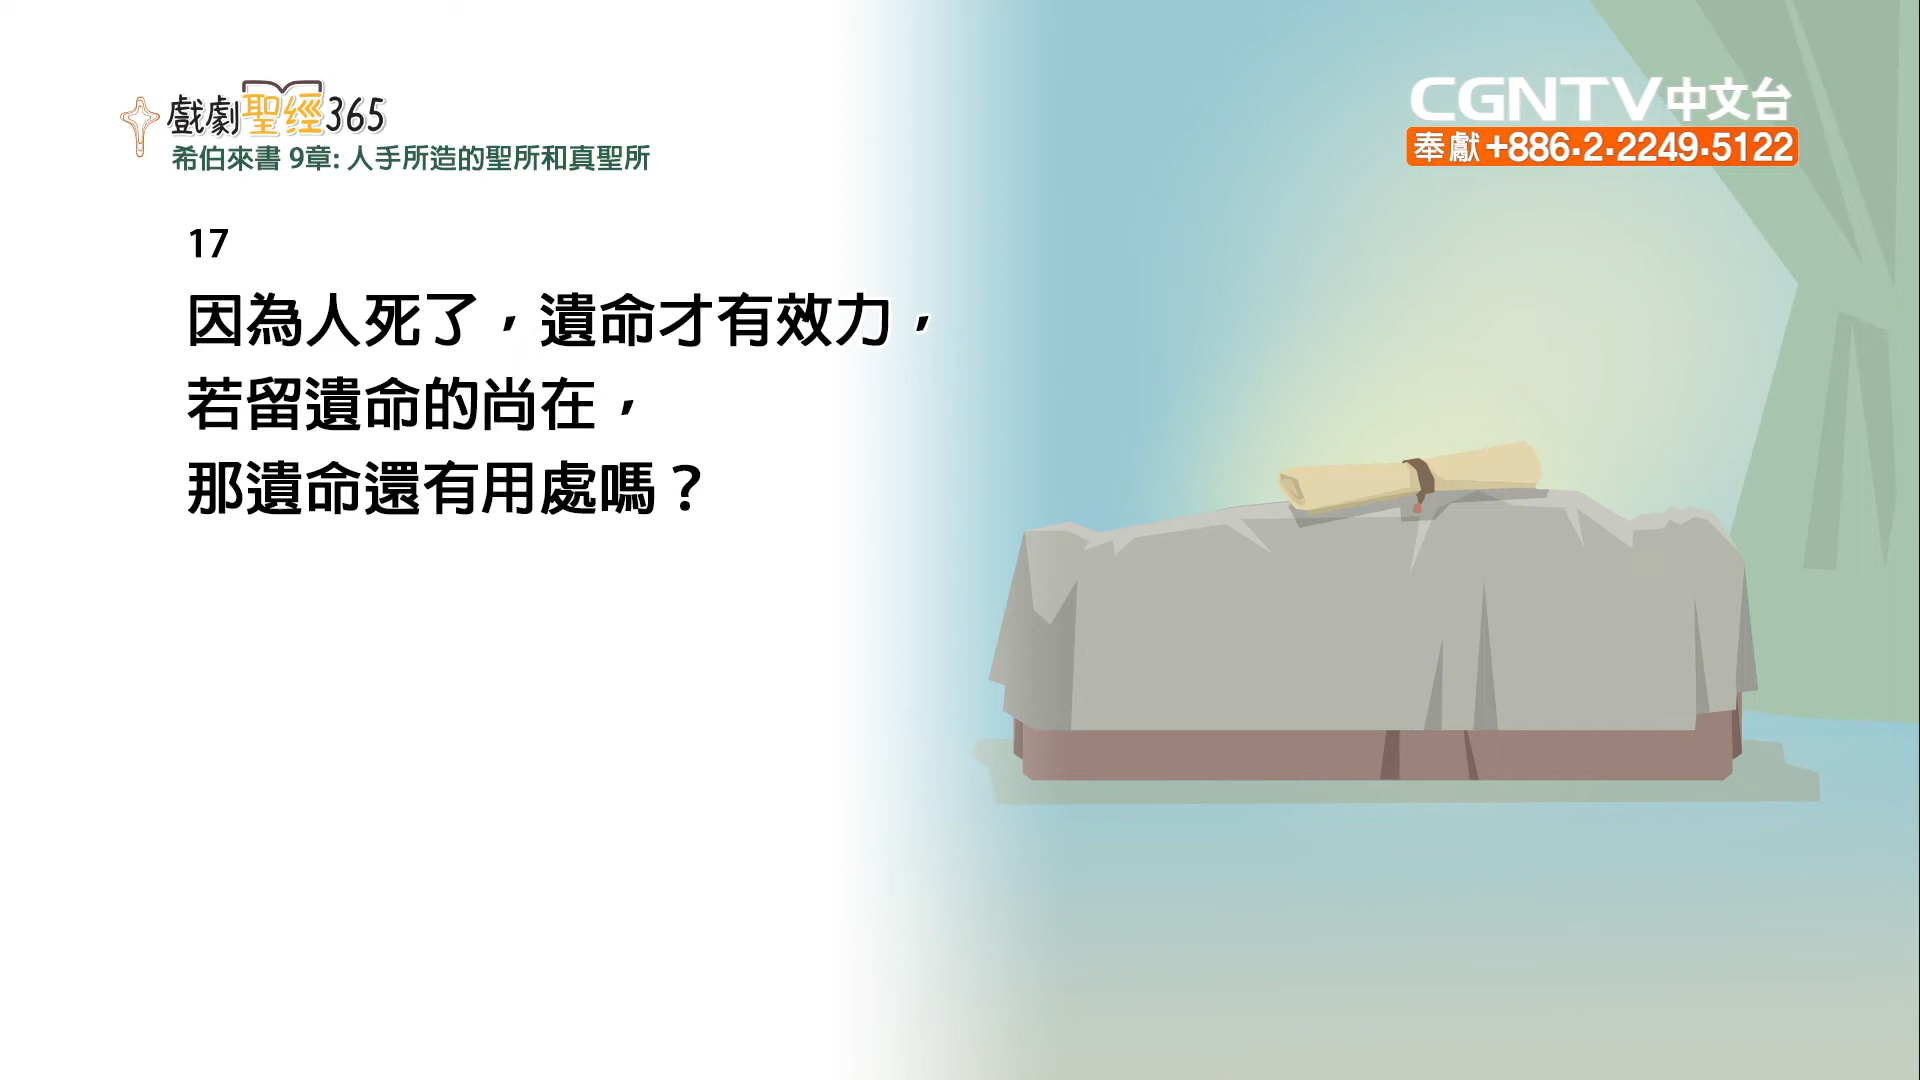 戲劇聖經365
希伯來書 9章: 人手所造的聖所和真聖所
CGNTV中文台
奉獻 +886·2·2249·5122
17
因為人死了，遺命才有效力，
若留遺命的尚在，
那遺命還有用處嗎？